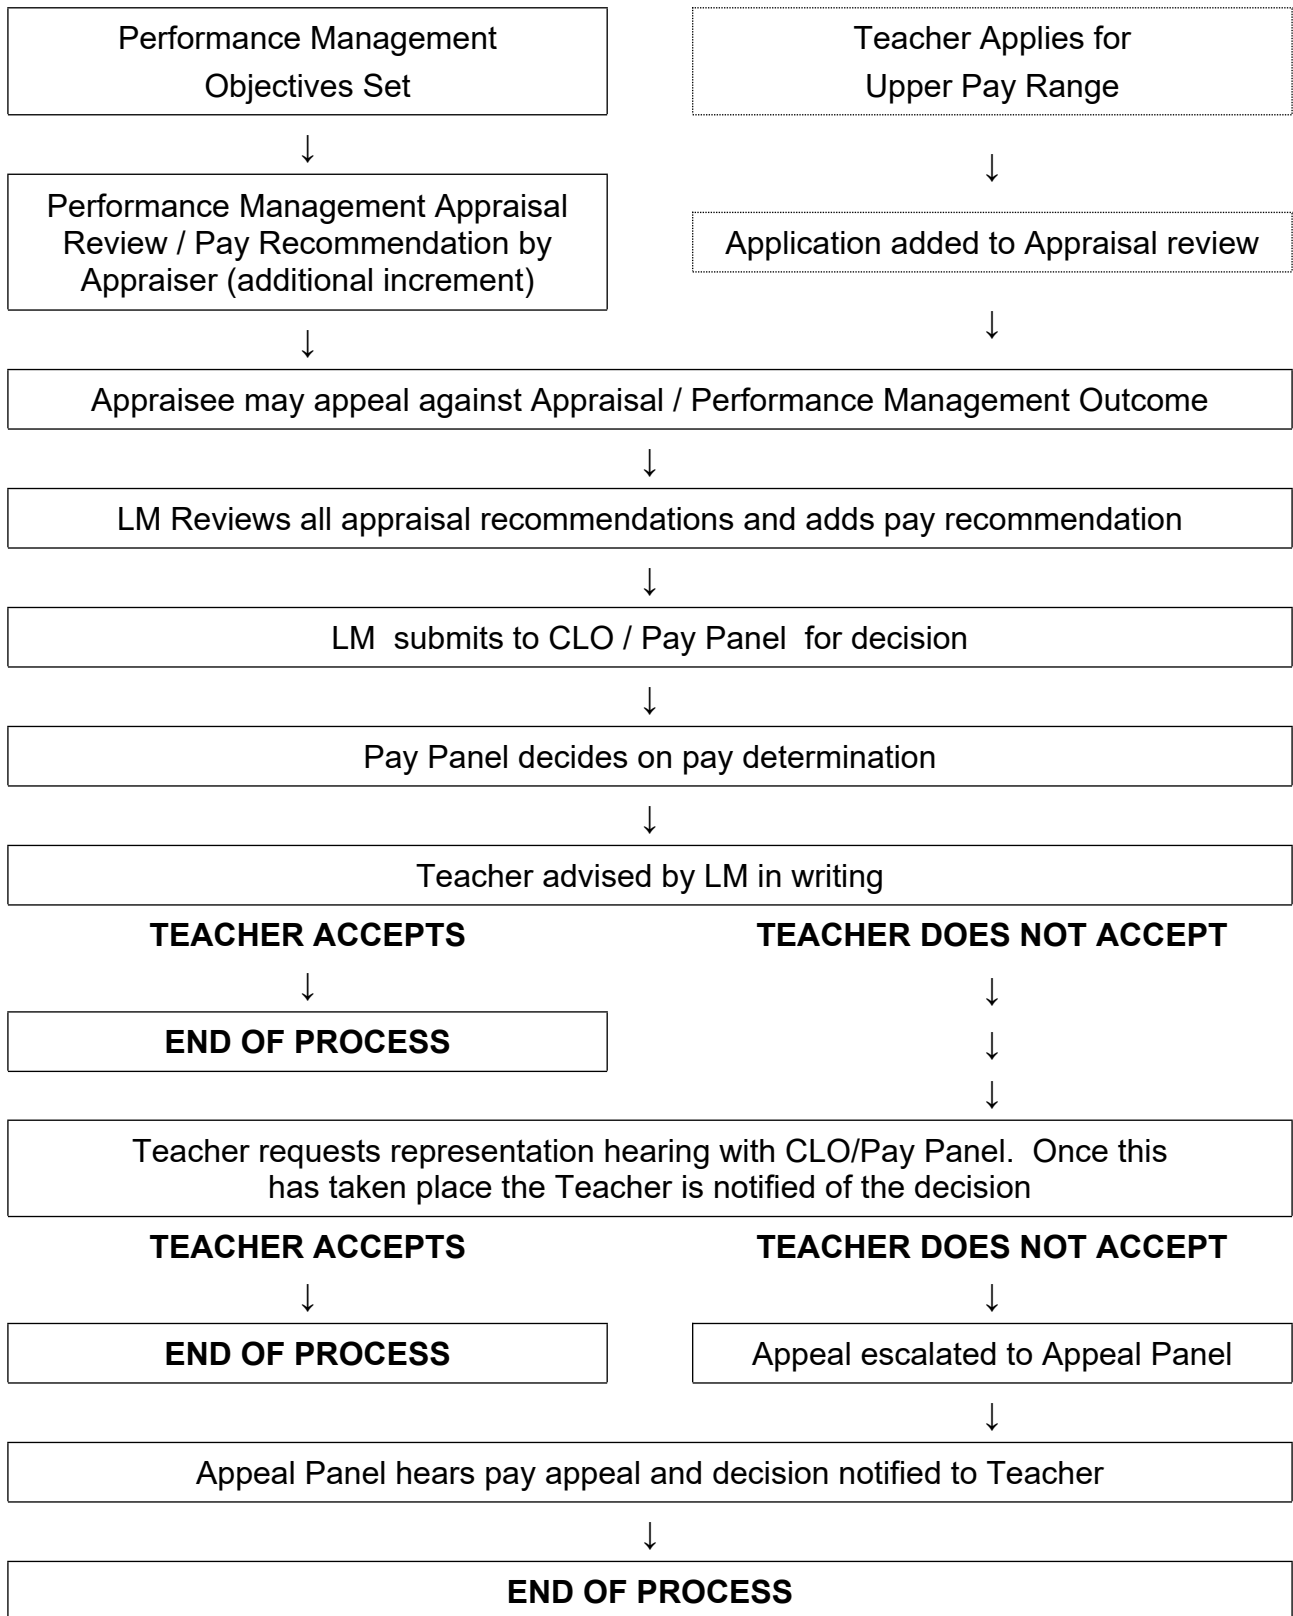 Performance Management
Objectives Set
Teacher Applies for
Upper Pay Range
↓
↓
Performance Management Appraisal
Review / Pay Recommendation by
Appraiser (additional increment)
Application added to Appraisal review
↓
↓
Appraisee may appeal against Appraisal / Performance Management Outcome
↓
LM Reviews all appraisal recommendations and adds pay recommendation
↓
LM  submits to CLO / Pay Panel  for decision
↓
Pay Panel decides on pay determination
↓
Teacher advised by LM in writing
TEACHER ACCEPTS
TEACHER DOES NOT ACCEPT
↓
↓
END OF PROCESS
↓
↓
Teacher requests representation hearing with CLO/Pay Panel.  Once this
has taken place the Teacher is notified of the decision
TEACHER ACCEPTS
TEACHER DOES NOT ACCEPT
↓
↓
END OF PROCESS
Appeal escalated to Appeal Panel
↓
Appeal Panel hears pay appeal and decision notified to Teacher
↓
END OF PROCESS